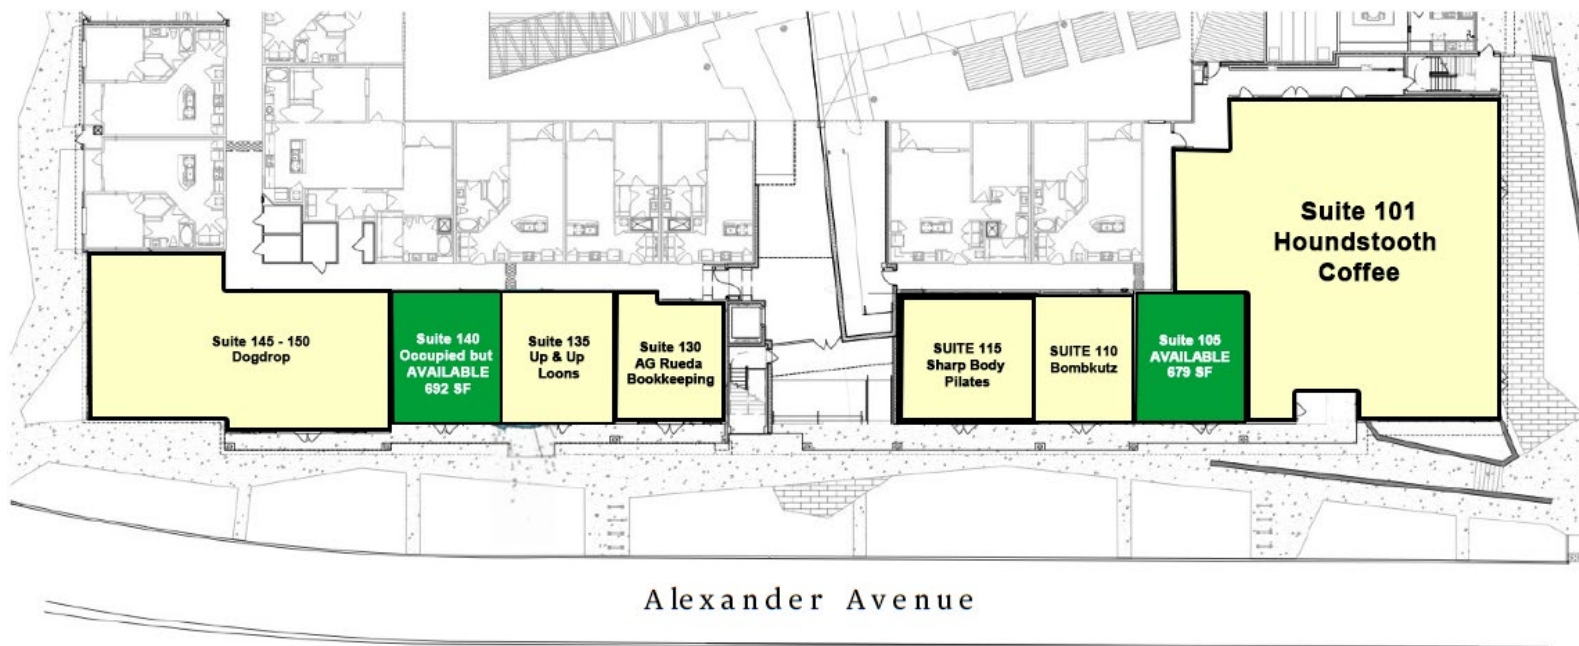 Suite 101
Houndstooth
Coffee
Suite 145 - 150
Dogdrop
Suite 140
Occupied but
AVAILABLE
692 SF
Suite 135
Up & Up
Loons
Suite 130
AG Rueda
Bookkeeping
SUITE 115
Sharp Body
Pilates
SUITE 110
Bombkutz
Suite 105
AVAILABLE
679 SF
Alexander Avenue